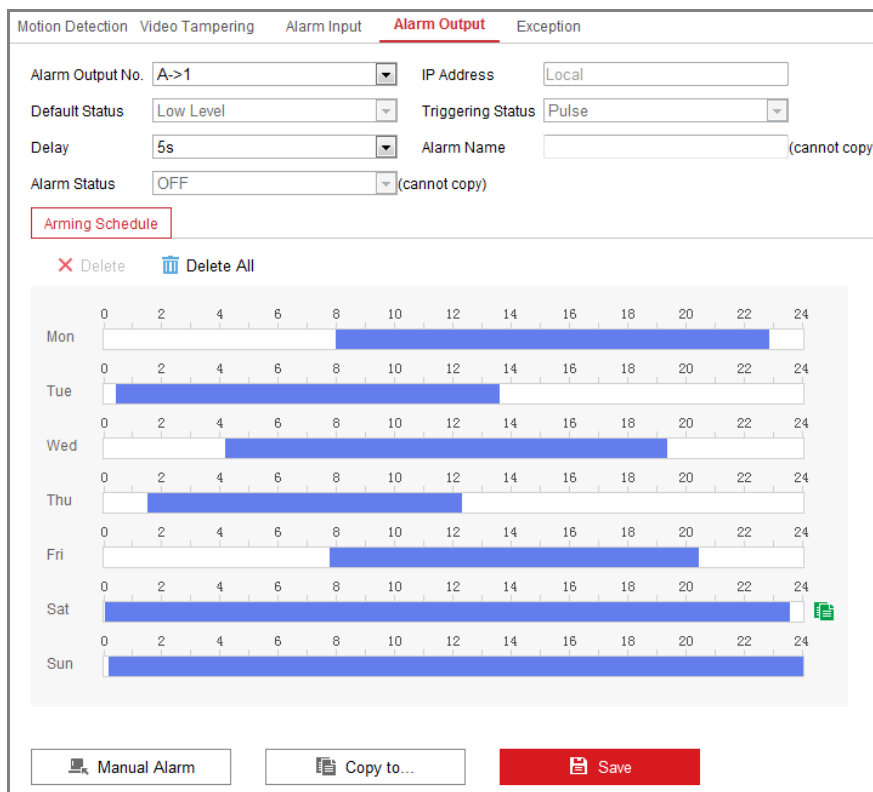 Motion Detection Video Tampering Alarm Input Alarm Output Exception
Alarm Output No. A->1 IP Address Local
Default Status Low Level Triggering Status Pulse
Delay 5s Alarm Name (cannot copy
Alarm Status OFF (cannot copy)
Arming Schedule
Delete Delete All
0 2 4 6 8 10 12 14 16 18 20 22 24
Mon
0 2 4 6 8 10 12 14 16 18 20 22 24
Tue
0 2 4 6 8 10 12 14 16 18 20 22 24
Wed
0 2 4 6 8 10 12 14 16 18 20 22 24
Thu
0 2 4 6 8 10 12 14 16 18 20 22 24
Fri
0 2 4 6 8 10 12 14 16 18 20 22 24
Sat
0 2 4 6 8 10 12 14 16 18 20 22 24
Sun
Manual Alarm Copy to... Save